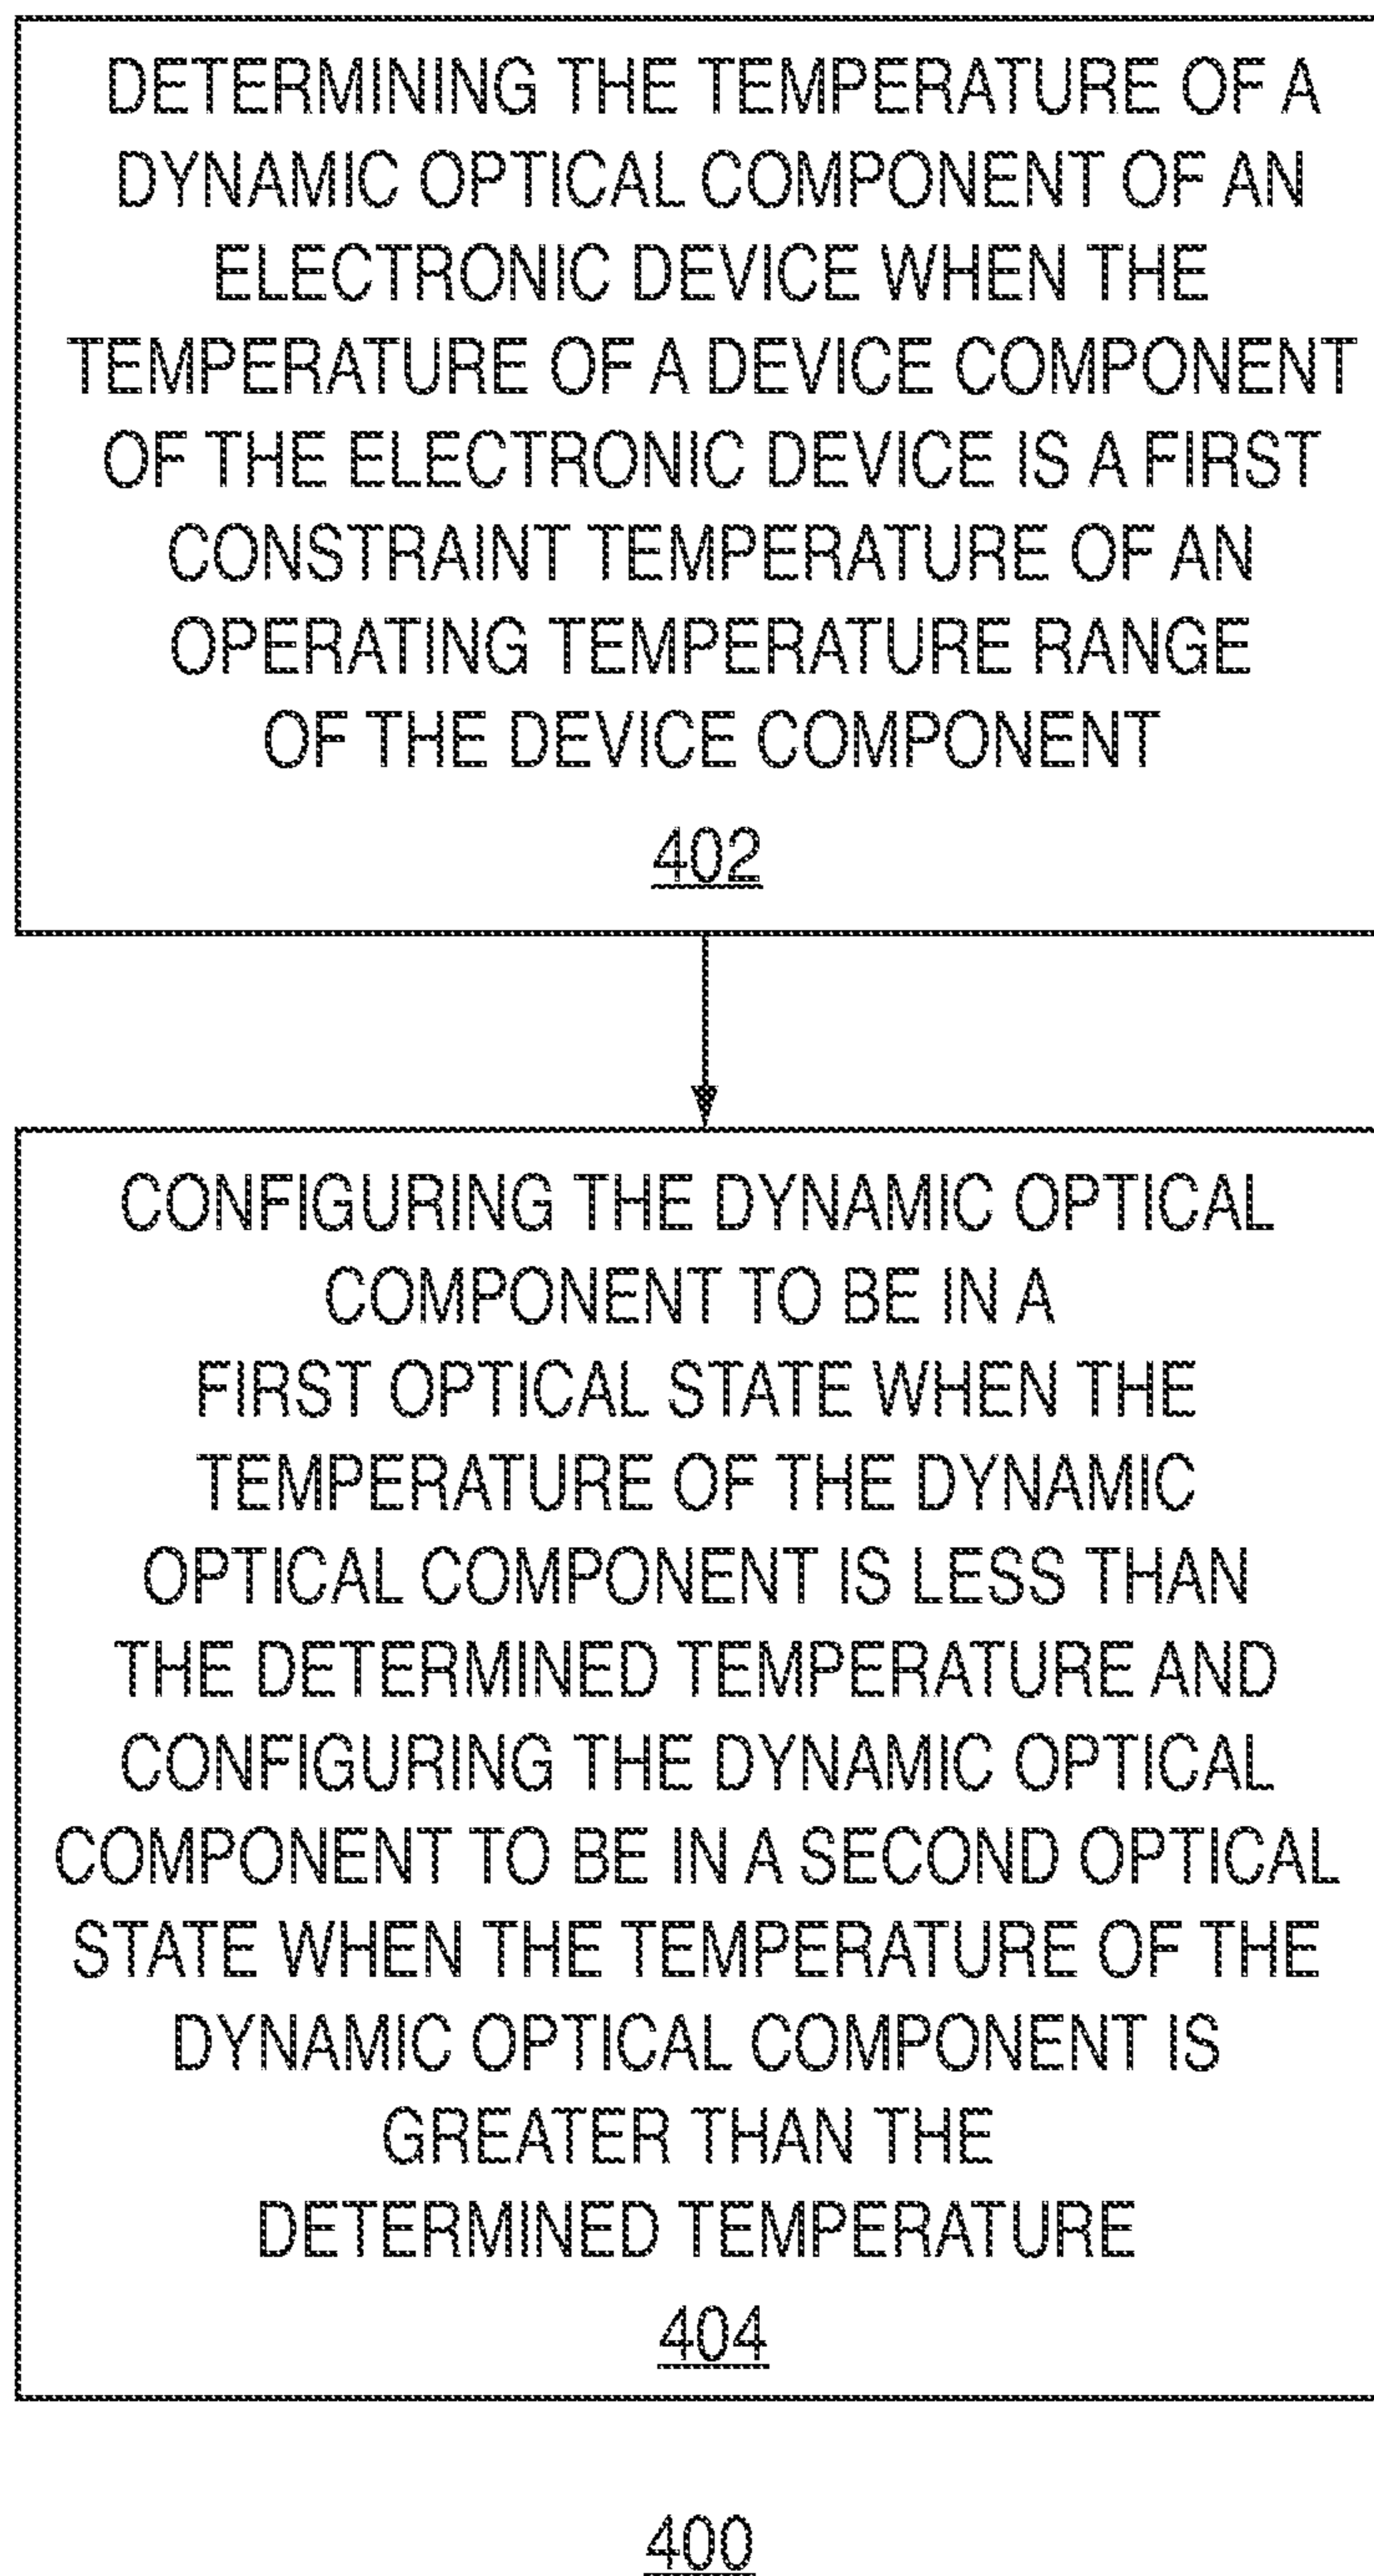 DETERMINING THE TEMPERATURE OF A
DYNAMIC OPTICAL COMPONENT OF AN
ELECTRONIC DEVICE WHEN THE
TEMPERATURE OF A DEVICE COMPONENT
OF THE ELECTRONIC DEVICE IS A FIRST
CONSTRAINT TEMPERATURE OF AN
OPERATING TEMPERATURE RANGE
OF THE DEVICE COMPONENT
402
CONFIGURING THE DYNAMIC OPTICAL
COMPONENT TO BE IN A
FIRST OPTICAL STATE WHEN THE
TEMPERATURE OF THE DYNAMIC
OPTICAL COMPONENT IS LESS THAN
THE DETERMINED TEMPERATURE AND
CONFIGURING THE DYNAMIC OPTICAL
COMPONENT TO BE IN A SECOND OPTICAL
STATE WHEN THE TEMPERATURE OF THE
DYNAMIC OPTICAL COMPONENT IS
GREATER THAN THE
DETERMINED TEMPERATURE
404
400